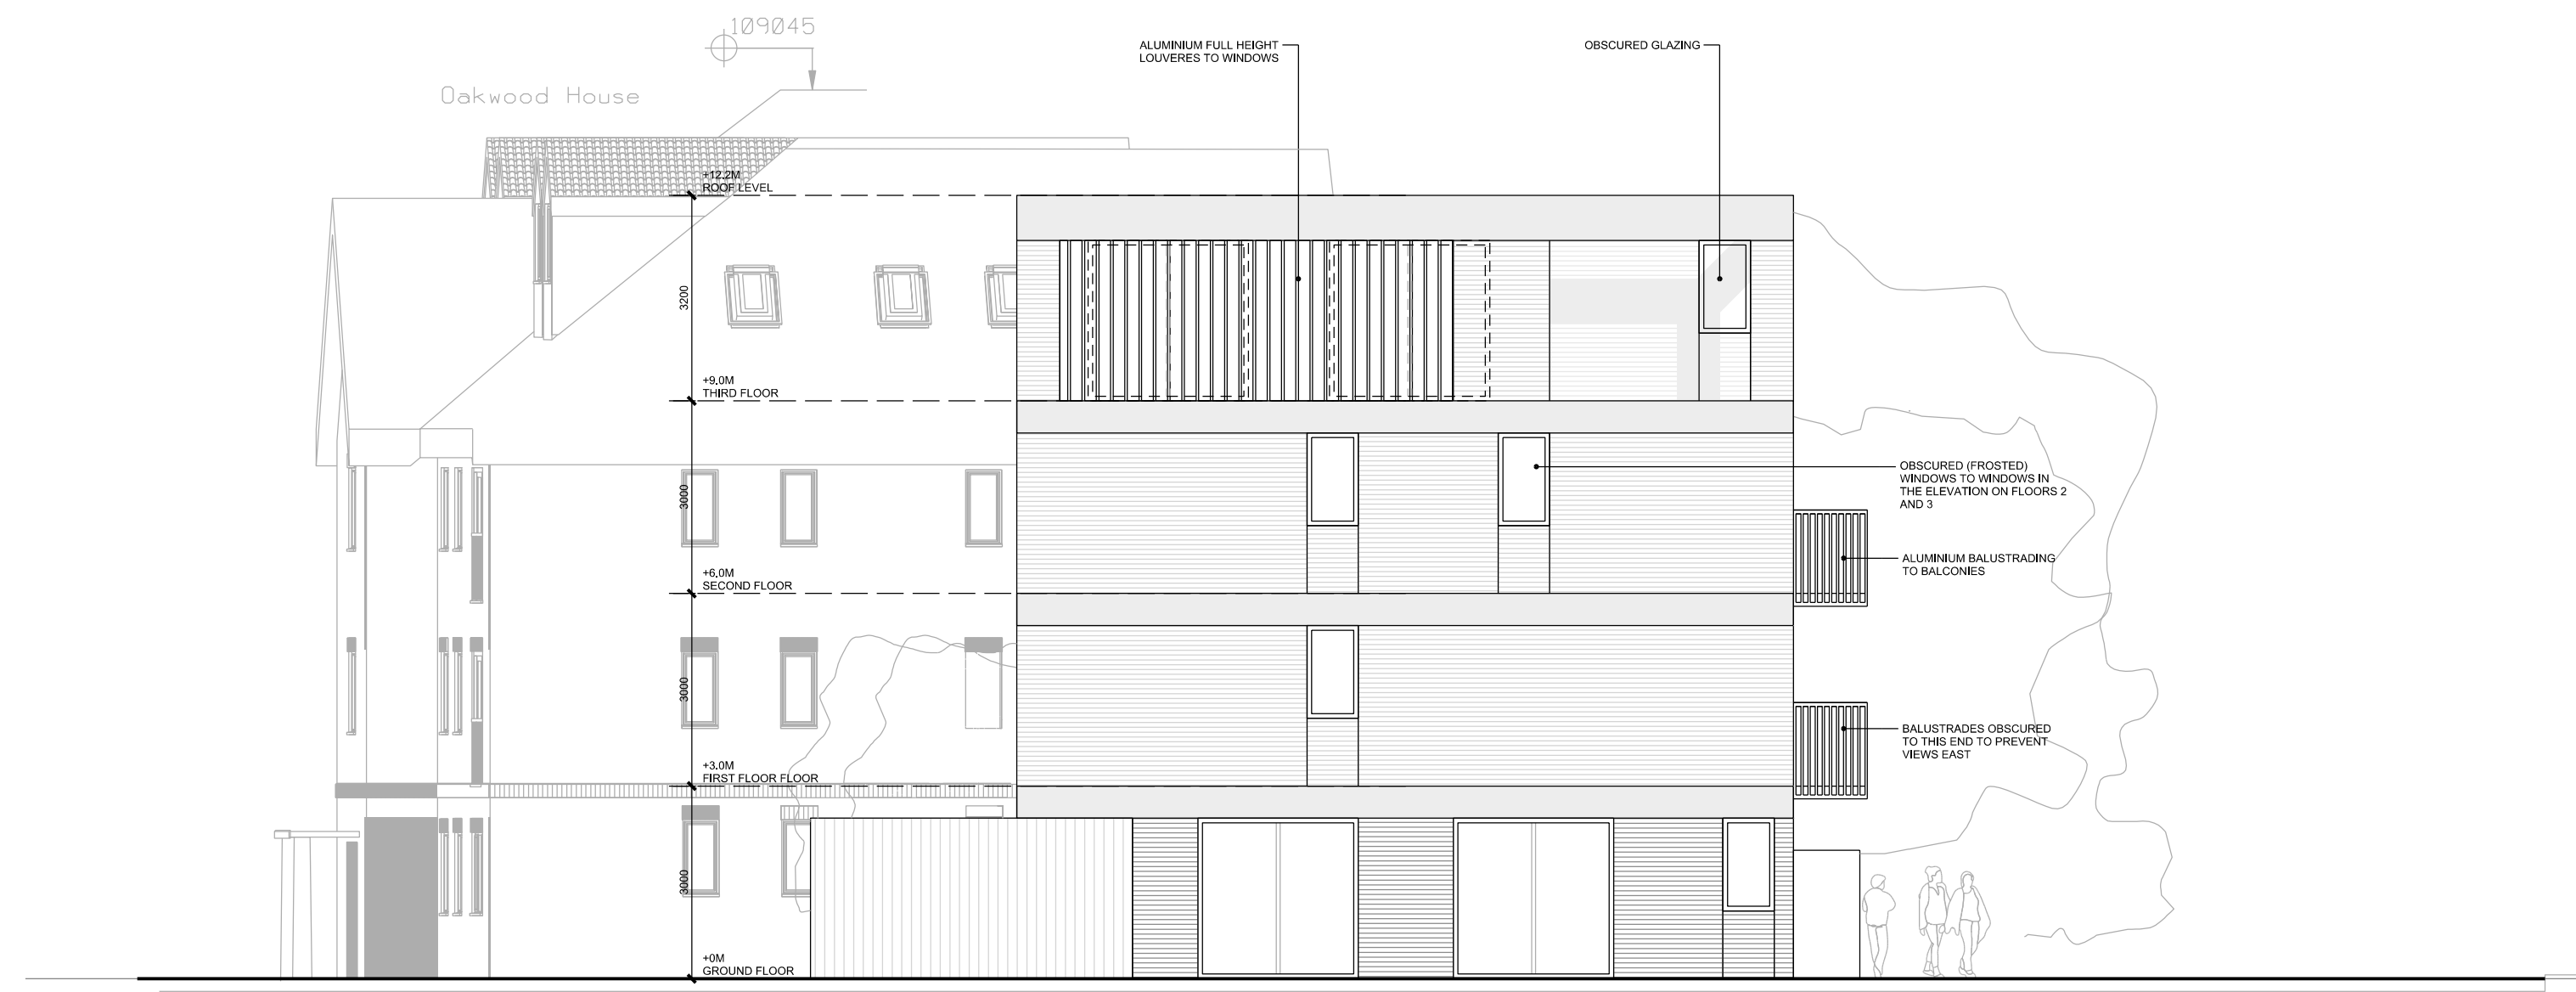 109045
Oakwood House
ALUMINIUM FULL HEIGHT
LOUVERES TO WINDOWS
OBSCURED GLAZING
+12.2M
ROOF LEVEL
3200
+9.0M
THIRD FLOOR
3000
+6.0M
SECOND FLOOR
3000
+3.0M
FIRST FLOOR FLOOR
3000
+0M
GROUND FLOOR
OBSCURED (FROSTED)
WINDOWS TO WINDOWS IN
THE ELEVATION ON FLOORS 2
AND 3
ALUMINIUM BALUSTRADING
TO BALCONIES
BALUSTRADES OBSCURED
TO THIS END TO PREVENT
VIEWS EAST